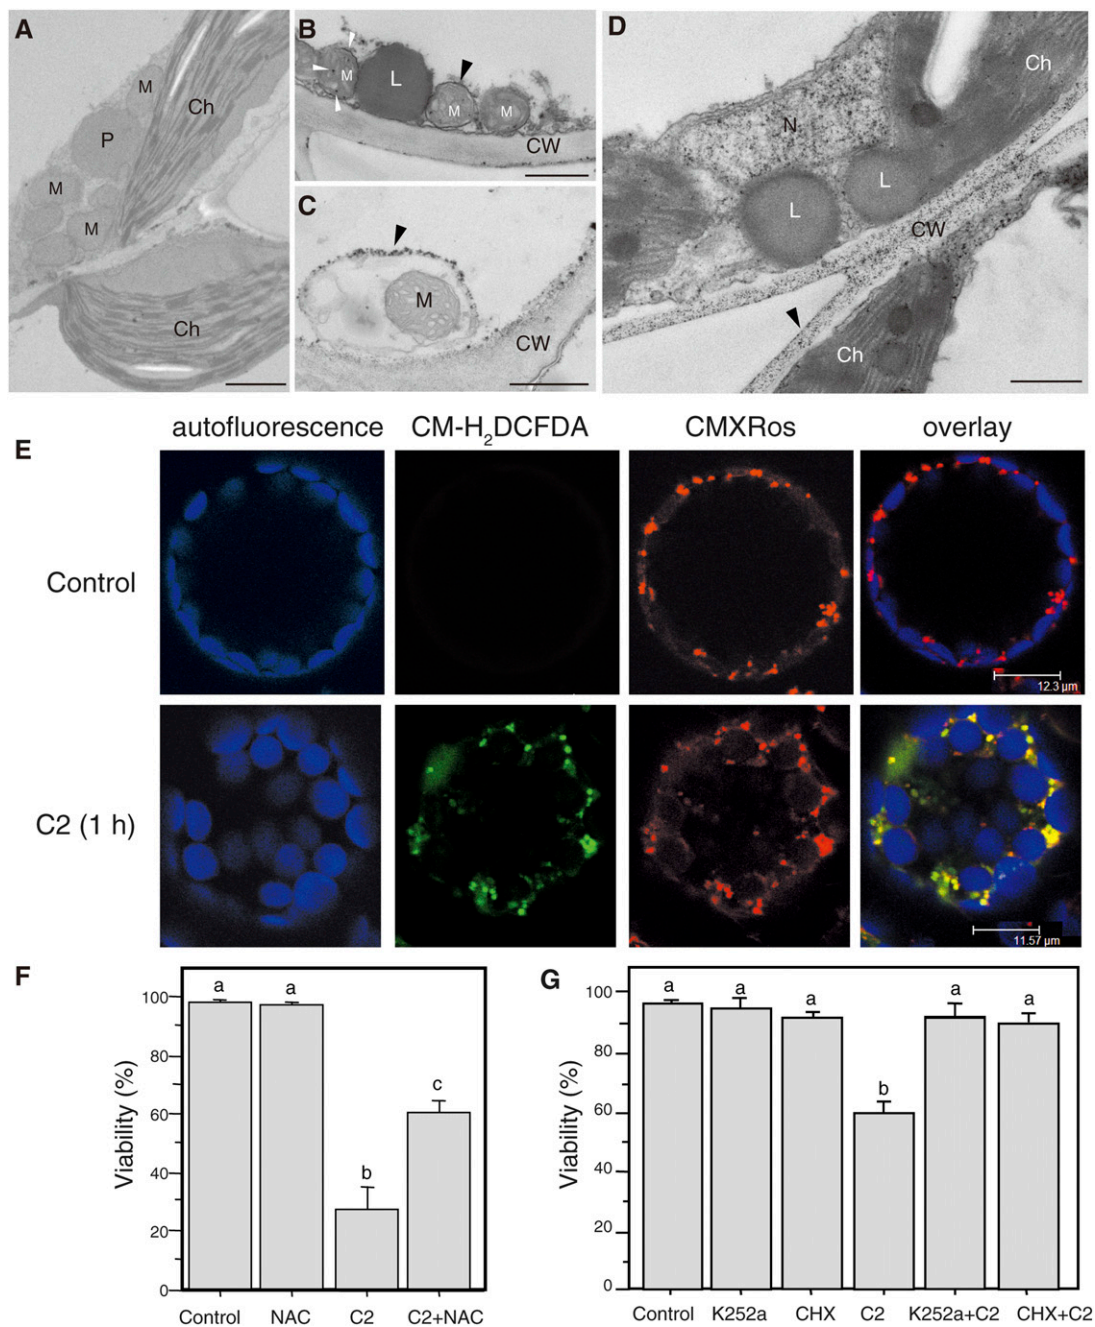 A
M
Ch
P
M
M
Ch
B
M
L
M
M
CW
C
M
CW
D
Ch
N
L
L
CW
Ch
E
autofluorescence CM-H₂DCFDA CMXRos overlay
Control
12.3 µm
C2 (1 h)
11.57 µm
F
Viability (%)
100
80
60
40
20
0
a a b c
Control NAC C2 C2+NAC
G
Viability (%)
100
80
60
40
20
0
a a a b a a
Control K252a CHX C2 K252a+C2 CHX+C2